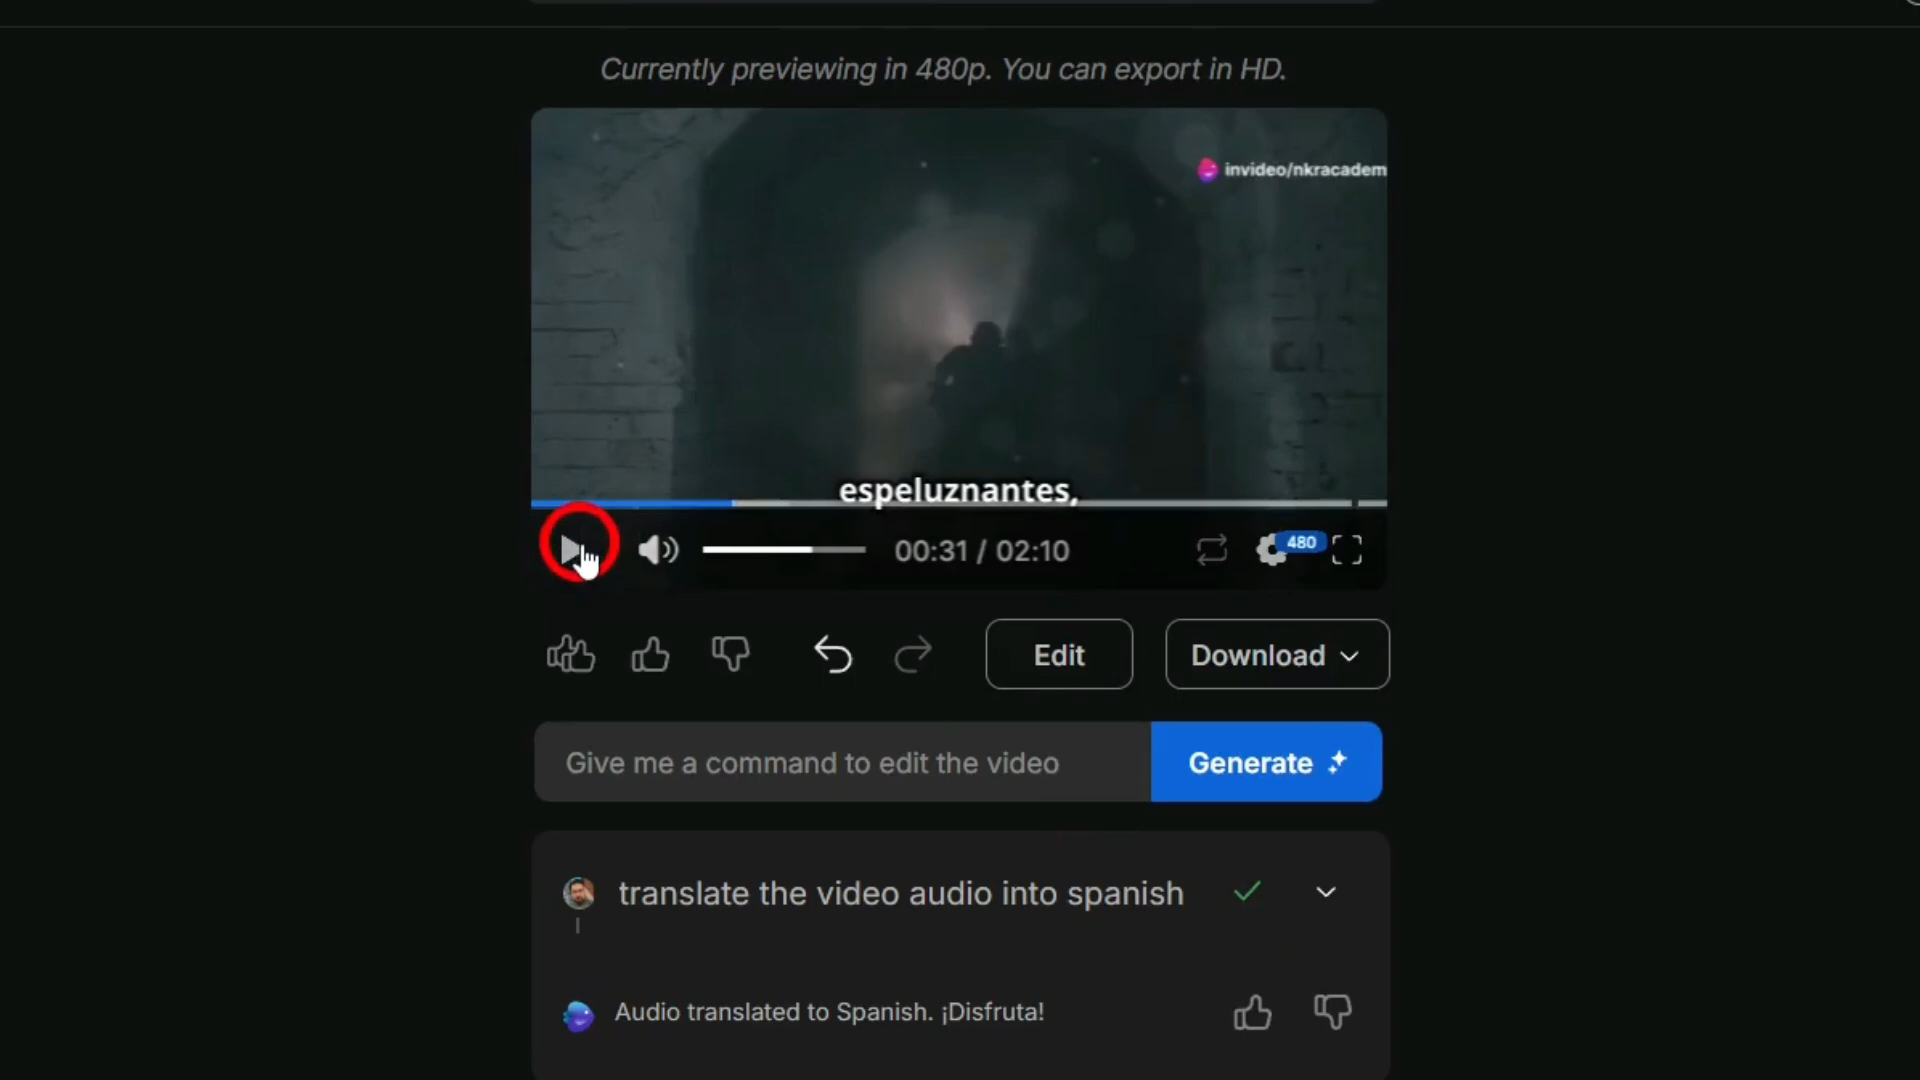 Currently previewing in 480p. You can export in HD.
invideo/nkracadem
espeluznantes,
00:31 / 02:10
480
Edit
Download
Give me a command to edit the video
Generate
translate the video audio into spanish
Audio translated to Spanish. ¡Disfruta!